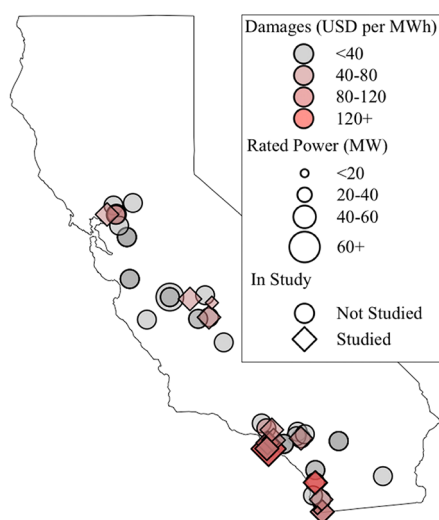 Damages (USD per MWh)
<40
40-80
80-120
120+
Rated Power (MW)
<20
20-40
40-60
60+
In Study
Not Studied
Studied